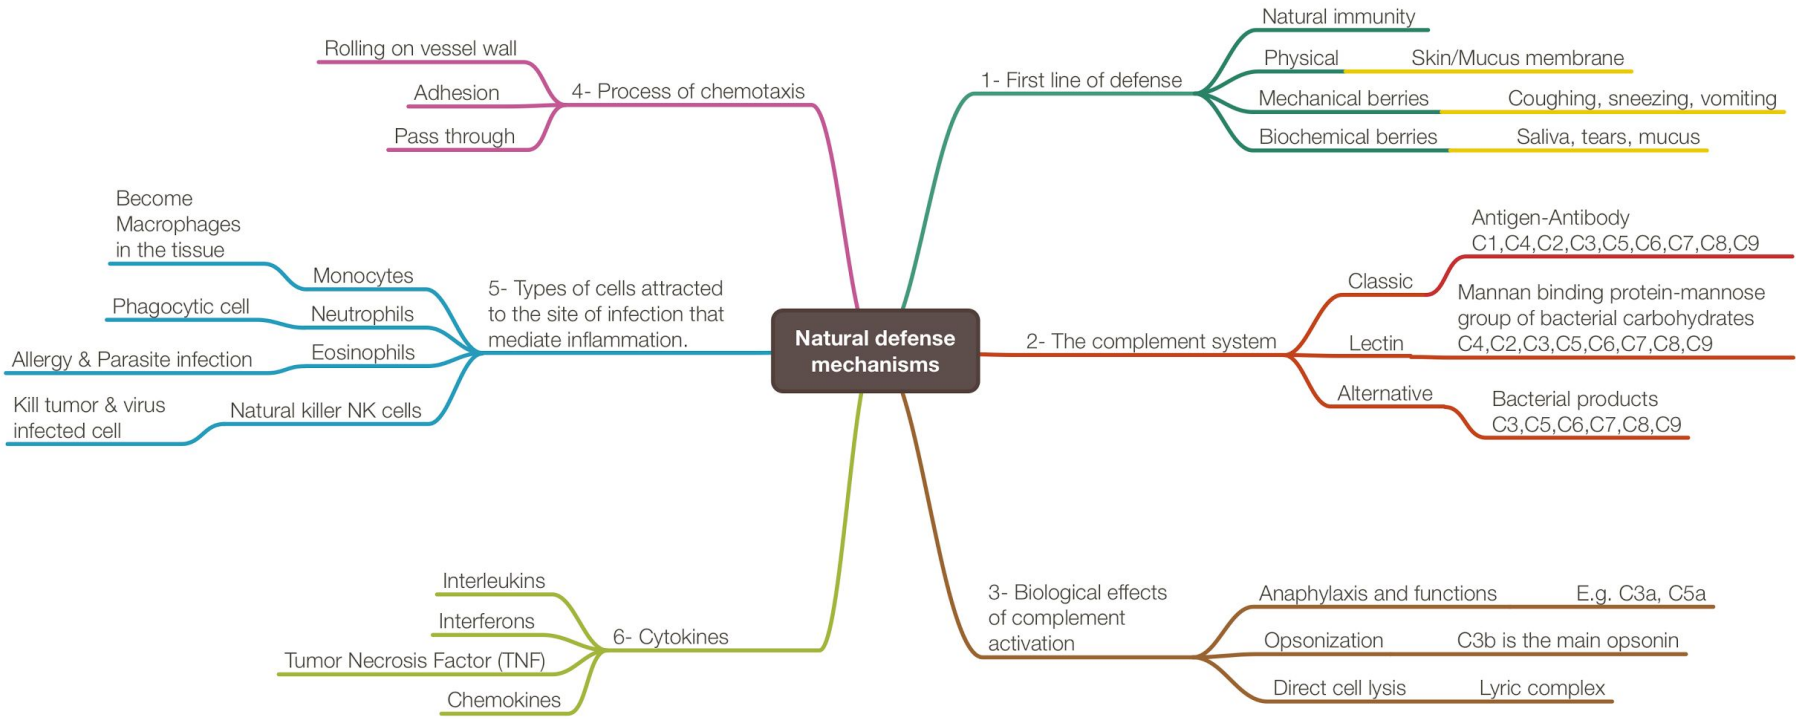 Natural defense
mechanisms
1- First line of defense
Natural immunity
Physical
Skin/Mucus membrane
Mechanical berries
Coughing, sneezing, vomiting
Biochemical berries
Saliva, tears, mucus
2- The complement system
Classic
Antigen-Antibody
C1,C4,C2,C3,C5,C6,C7,C8,C9
Lectin
Mannan binding protein-mannose
group of bacterial carbohydrates
C4,C2,C3,C5,C6,C7,C8,C9
Alternative
Bacterial products
C3,C5,C6,C7,C8,C9
3- Biological effects
of complement
activation
Anaphylaxis and functions
E.g. C3a, C5a
Opsonization
C3b is the main opsonin
Direct cell lysis
Lyric complex
4- Process of chemotaxis
Rolling on vessel wall
Adhesion
Pass through
5- Types of cells attracted
to the site of infection that
mediate inflammation.
Monocytes
Become
Macrophages
in the tissue
Neutrophils
Phagocytic cell
Eosinophils
Allergy & Parasite infection
Natural killer NK cells
Kill tumor & virus
infected cell
6- Cytokines
Interleukins
Interferons
Tumor Necrosis Factor (TNF)
Chemokines